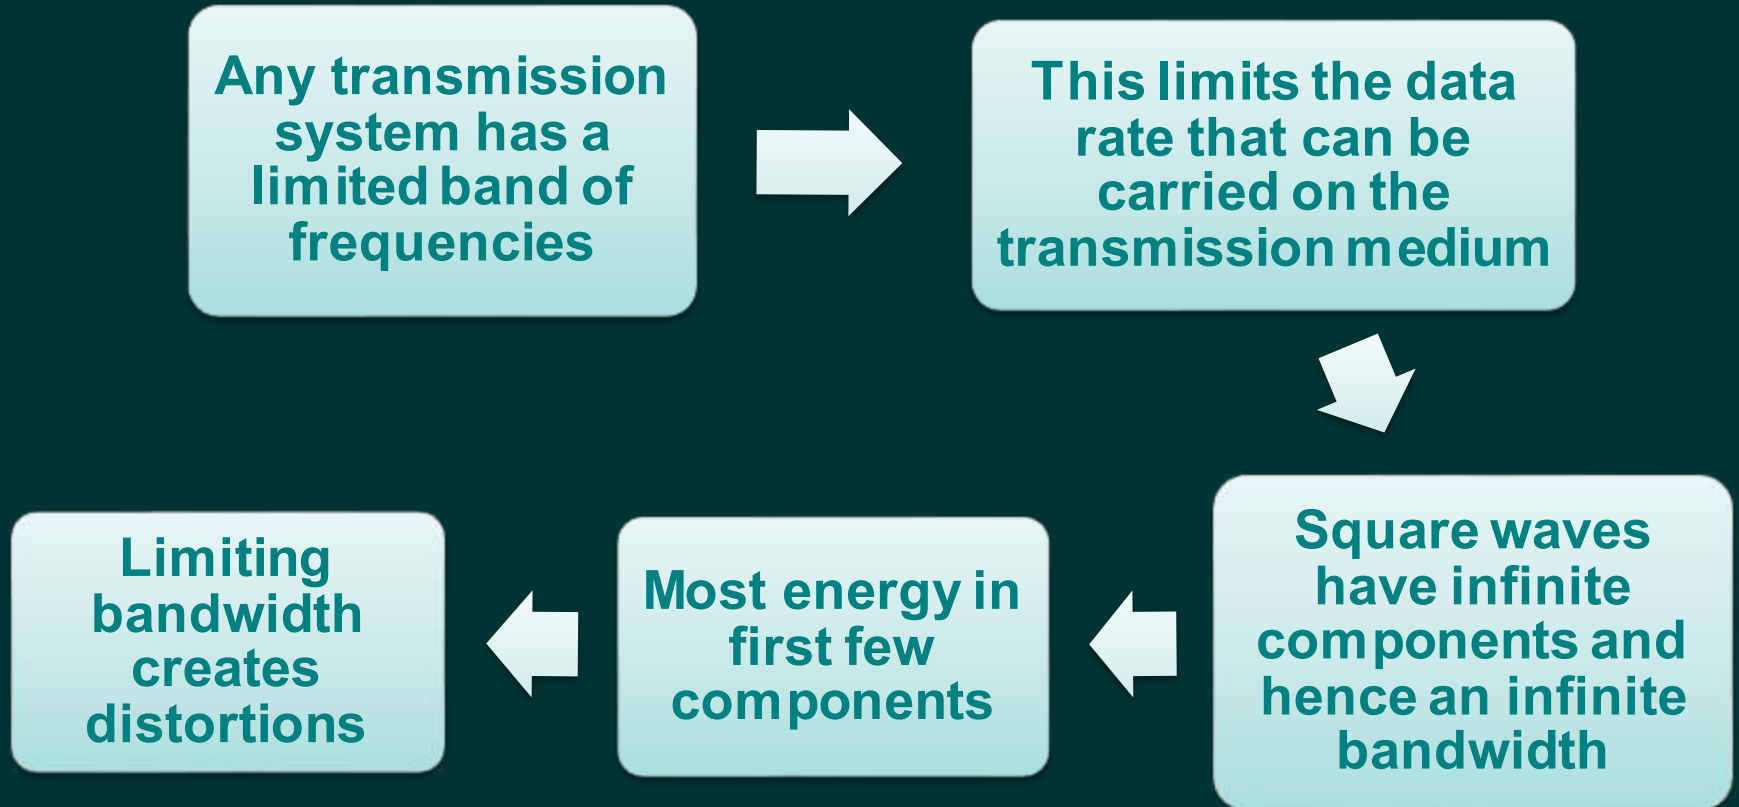 Any transmission
system has a
limited band of
frequencies
This limits the data
rate that can be
carried on the
transmission medium
Square waves
have infinite
components and
hence an infinite
bandwidth
Most energy in
first few
components
Limiting
bandwidth
creates
distortions